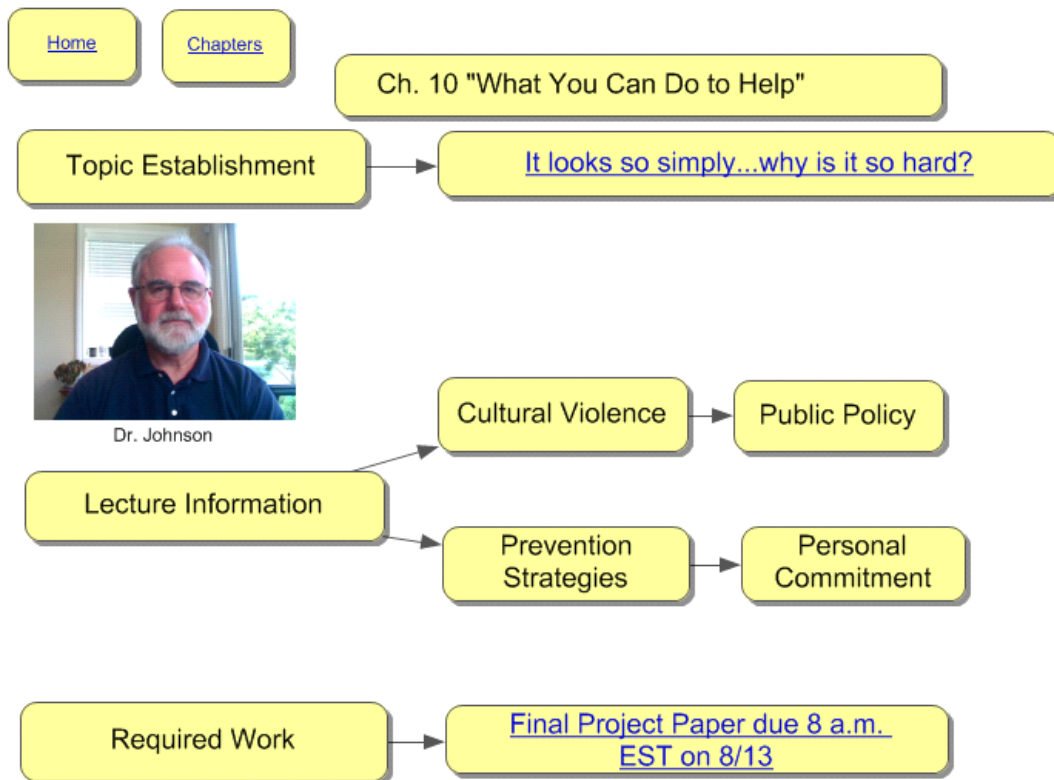 Home
Chapters
Ch. 10 "What You Can Do to Help"
Topic Establishment
It looks so simply...why is it so hard?
Dr. Johnson
Lecture Information
Cultural Violence
Public Policy
Prevention
Strategies
Personal
Commitment
Required Work
Final Project Paper due 8 a.m.
EST on 8/13